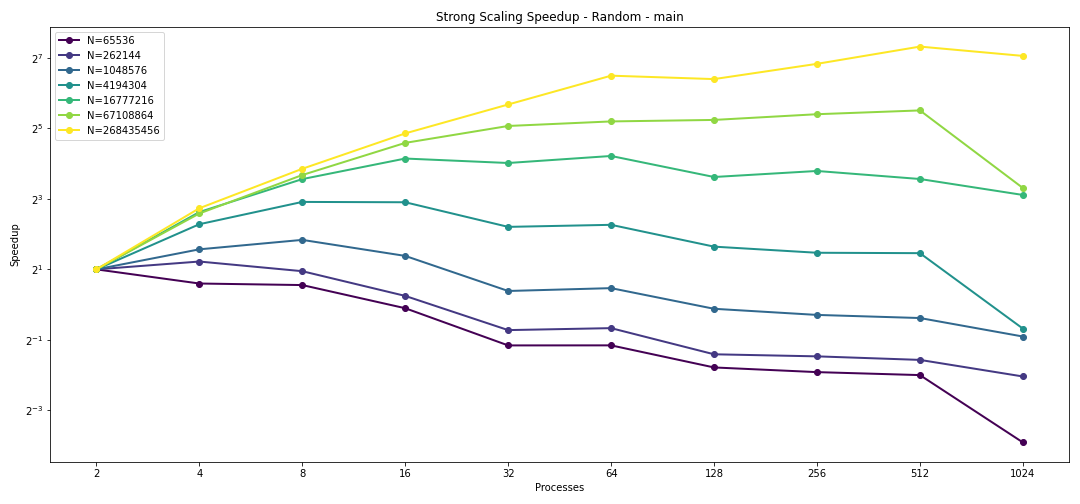 Strong Scaling Speedup - Random - main
N=65536
N=262144
N=1048576
N=4194304
N=16777216
N=67108864
N=268435456
Speedup
2⁷
2⁵
2³
2¹
2⁻¹
2⁻³
2 4 8 16 32 64 128 256 512 1024
Processes